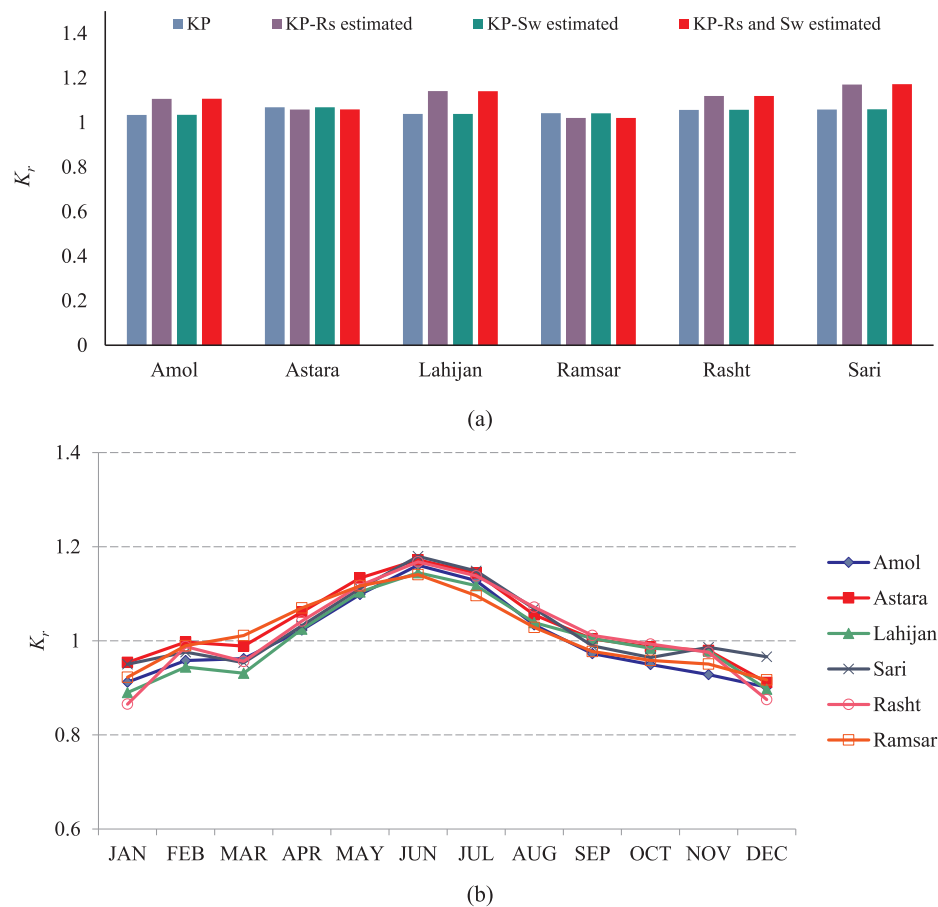 1.4
KP
KP-Rs estimated
KP-Sw estimated
KP-Rs and Sw estimated
1.2
1
0.8
0.6
0.4
0.2
0
Kr
Amol
Astara
Lahijan
Ramsar
Rasht
Sari
(a)
1.4
1.2
1
0.8
0.6
Kr
JAN FEB MAR APR MAY JUN JUL AUG SEP OCT NOV DEC
Amol
Astara
Lahijan
Sari
Rasht
Ramsar
(b)